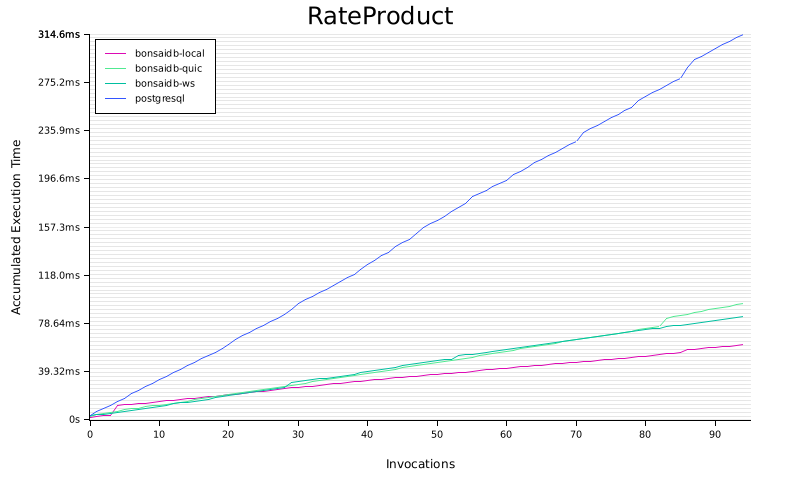 RateProduct
314.6ms
275.2ms
235.9ms
196.6ms
157.3ms
118.0ms
78.64ms
39.32ms
0s
bonsaidb-local
bonsaidb-quic
bonsaidb-ws
postgresql
Accumulated Execution Time
0 10 20 30 40 50 60 70 80 90
Invocations